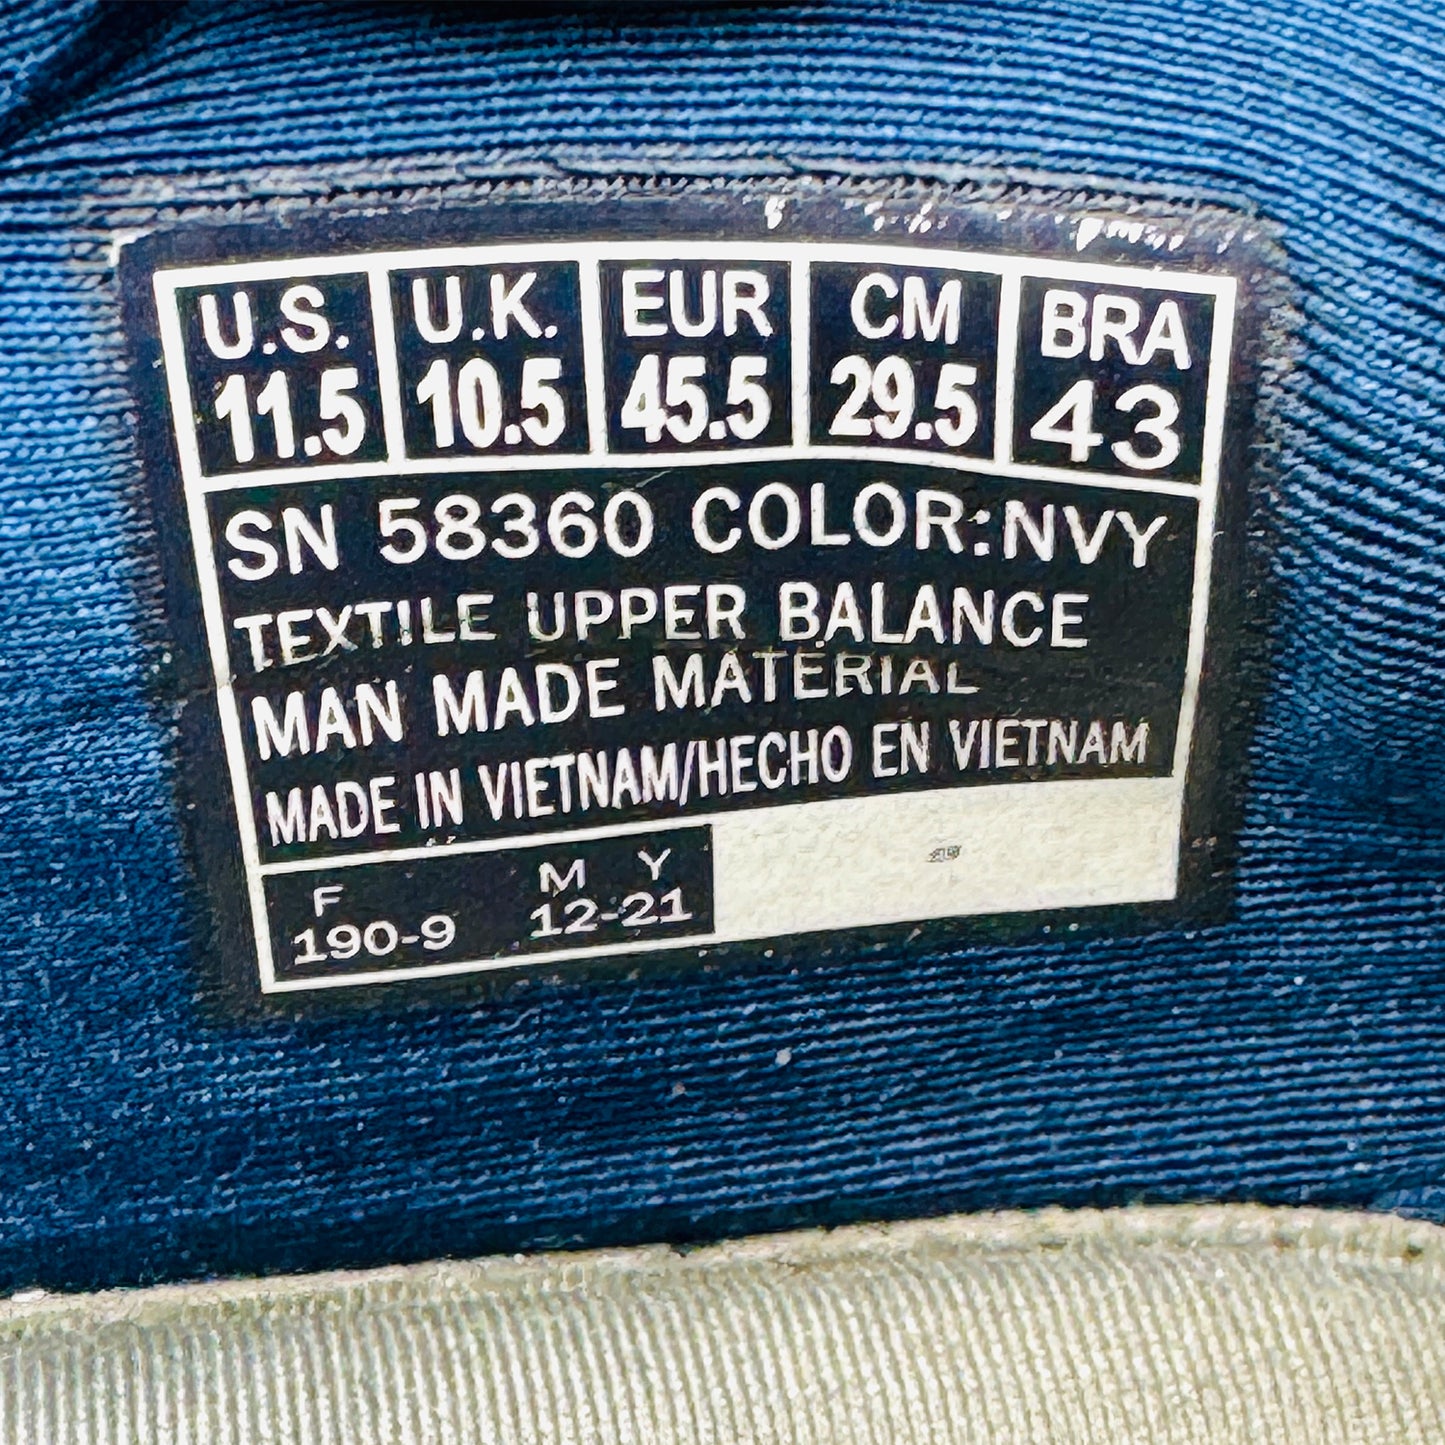 U.S. U.K. EUR CM BRA
11.5 10.5 45.5 29.5 43
SN 58360 COLOR:NVY
TEXTILE UPPER BALANCE
MAN MADE MATERIAL
MADE IN VIETNAM/HECHO EN VIETNAM
F M Y
190-9 12-21